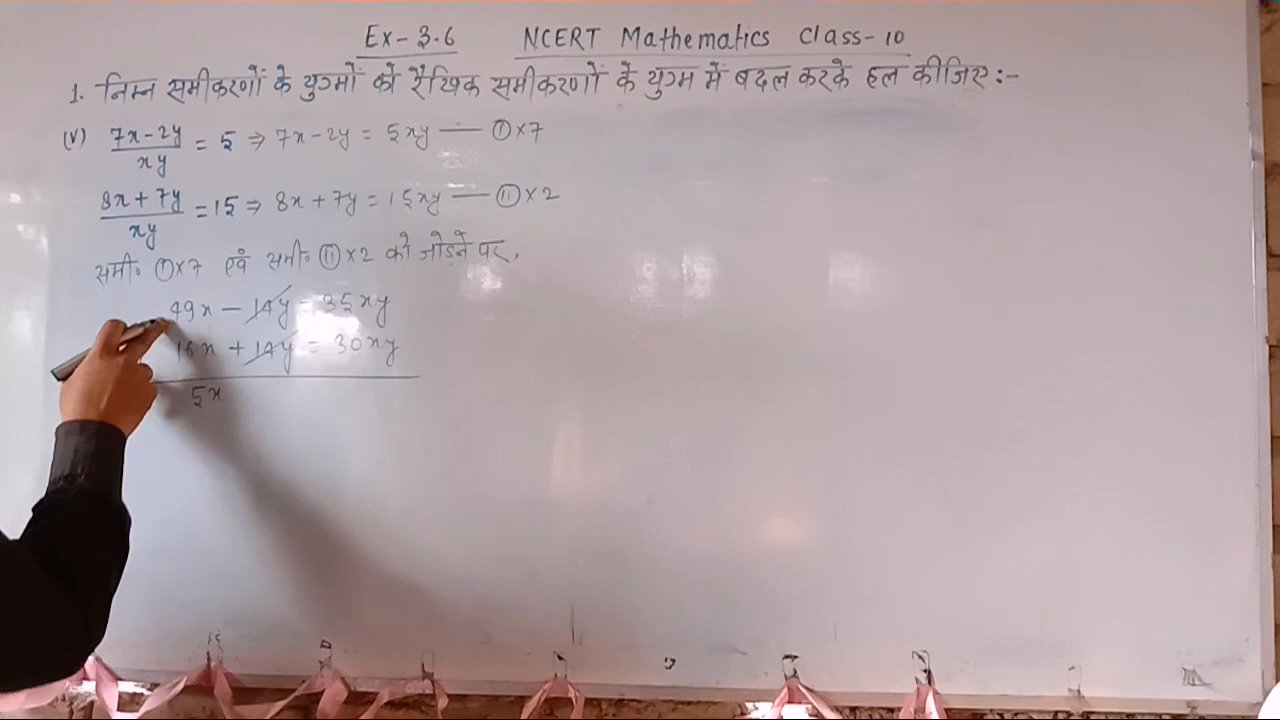 Ex-3.6 NCERT Mathematics Class-10
1. निम्न समीकरणों के युग्मों को रैखिक समीकरणों के युग्म में बदल करके हल कीजिए:-
(v) (7x-2y)/xy = 5 ⇒ 7x-2y = 5xy — ① ×7
(8x+7y)/xy = 15 ⇒ 8x+7y = 15xy — ⑪ ×2
समी॰ ①×7 एवं समी॰ ⑪×2 को जोड़ने पर,
49x - 14y = 35xy
16x + 14y = 30xy
5x